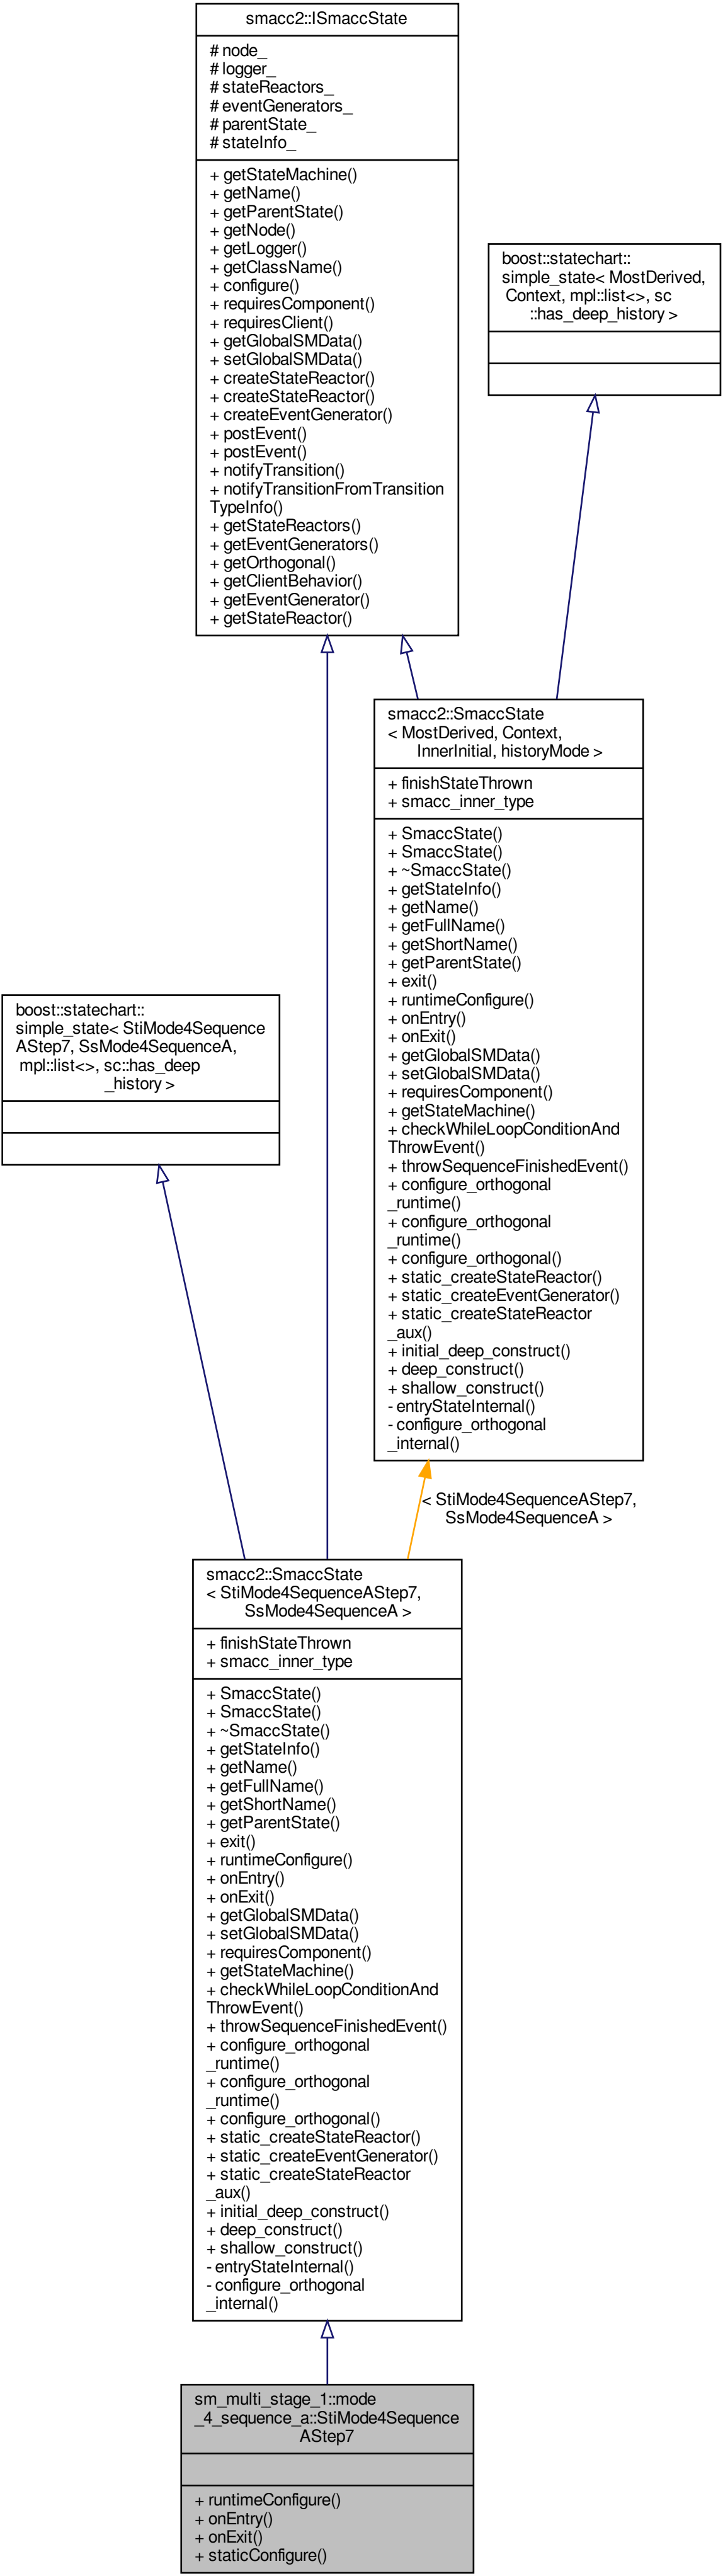 smacc2::ISmaccState
# node_
# logger_
# stateReactors_
# eventGenerators_
# parentState_
# stateInfo_
+ getStateMachine()
+ getName()
+ getParentState()
+ getNode()
+ getLogger()
+ getClassName()
+ configure()
+ requiresComponent()
+ requiresClient()
+ getGlobalSMData()
+ setGlobalSMData()
+ createStateReactor()
+ createStateReactor()
+ createEventGenerator()
+ postEvent()
+ postEvent()
+ notifyTransition()
+ notifyTransitionFromTransition
TypeInfo()
+ getStateReactors()
+ getEventGenerators()
+ getOrthogonal()
+ getClientBehavior()
+ getEventGenerator()
+ getStateReactor()
boost::statechart::
simple_state< MostDerived,
Context, mpl::list<>, sc
::has_deep_history >
smacc2::SmaccState
< MostDerived, Context,
InnerInitial, historyMode >
+ finishStateThrown
+ smacc_inner_type
+ SmaccState()
+ SmaccState()
+ ~SmaccState()
+ getStateInfo()
+ getName()
+ getFullName()
+ getShortName()
+ getParentState()
+ exit()
+ runtimeConfigure()
+ onEntry()
+ onExit()
+ getGlobalSMData()
+ setGlobalSMData()
+ requiresComponent()
+ getStateMachine()
+ checkWhileLoopConditionAnd
ThrowEvent()
+ throwSequenceFinishedEvent()
+ configure_orthogonal
_runtime()
+ configure_orthogonal
_runtime()
+ configure_orthogonal()
+ static_createStateReactor()
+ static_createEventGenerator()
+ static_createStateReactor
_aux()
+ initial_deep_construct()
+ deep_construct()
+ shallow_construct()
- entryStateInternal()
- configure_orthogonal
_internal()
boost::statechart::
simple_state< StiMode4Sequence
AStep7, SsMode4SequenceA,
mpl::list<>, sc::has_deep
_history >
< StiMode4SequenceAStep7,
SsMode4SequenceA >
smacc2::SmaccState
< StiMode4SequenceAStep7,
SsMode4SequenceA >
+ finishStateThrown
+ smacc_inner_type
+ SmaccState()
+ SmaccState()
+ ~SmaccState()
+ getStateInfo()
+ getName()
+ getFullName()
+ getShortName()
+ getParentState()
+ exit()
+ runtimeConfigure()
+ onEntry()
+ onExit()
+ getGlobalSMData()
+ setGlobalSMData()
+ requiresComponent()
+ getStateMachine()
+ checkWhileLoopConditionAnd
ThrowEvent()
+ throwSequenceFinishedEvent()
+ configure_orthogonal
_runtime()
+ configure_orthogonal
_runtime()
+ configure_orthogonal()
+ static_createStateReactor()
+ static_createEventGenerator()
+ static_createStateReactor
_aux()
+ initial_deep_construct()
+ deep_construct()
+ shallow_construct()
- entryStateInternal()
- configure_orthogonal
_internal()
sm_multi_stage_1::mode
_4_sequence_a::StiMode4Sequence
AStep7
+ runtimeConfigure()
+ onEntry()
+ onExit()
+ staticConfigure()